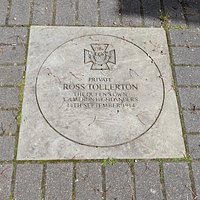 PRIVATE
ROSS TOLLERTON
THE QUEEN'S OWN
CAMERON HIGHLANDERS
14TH SEPTEMBER 1914